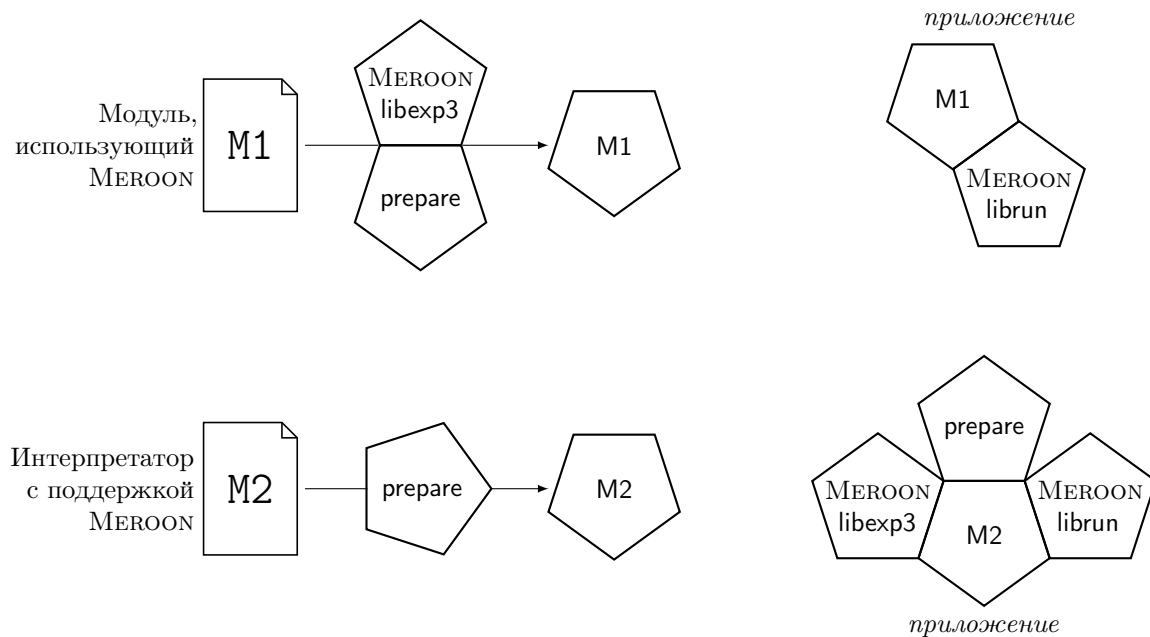 приложение
Модуль,
использующий
MEROON
M1
MEROON
libexp3
prepare
M1
M1
MEROON
librun
Интерпретатор
с поддержкой
MEROON
M2
prepare
M2
prepare
MEROON
libexp3
M2
MEROON
librun
приложение